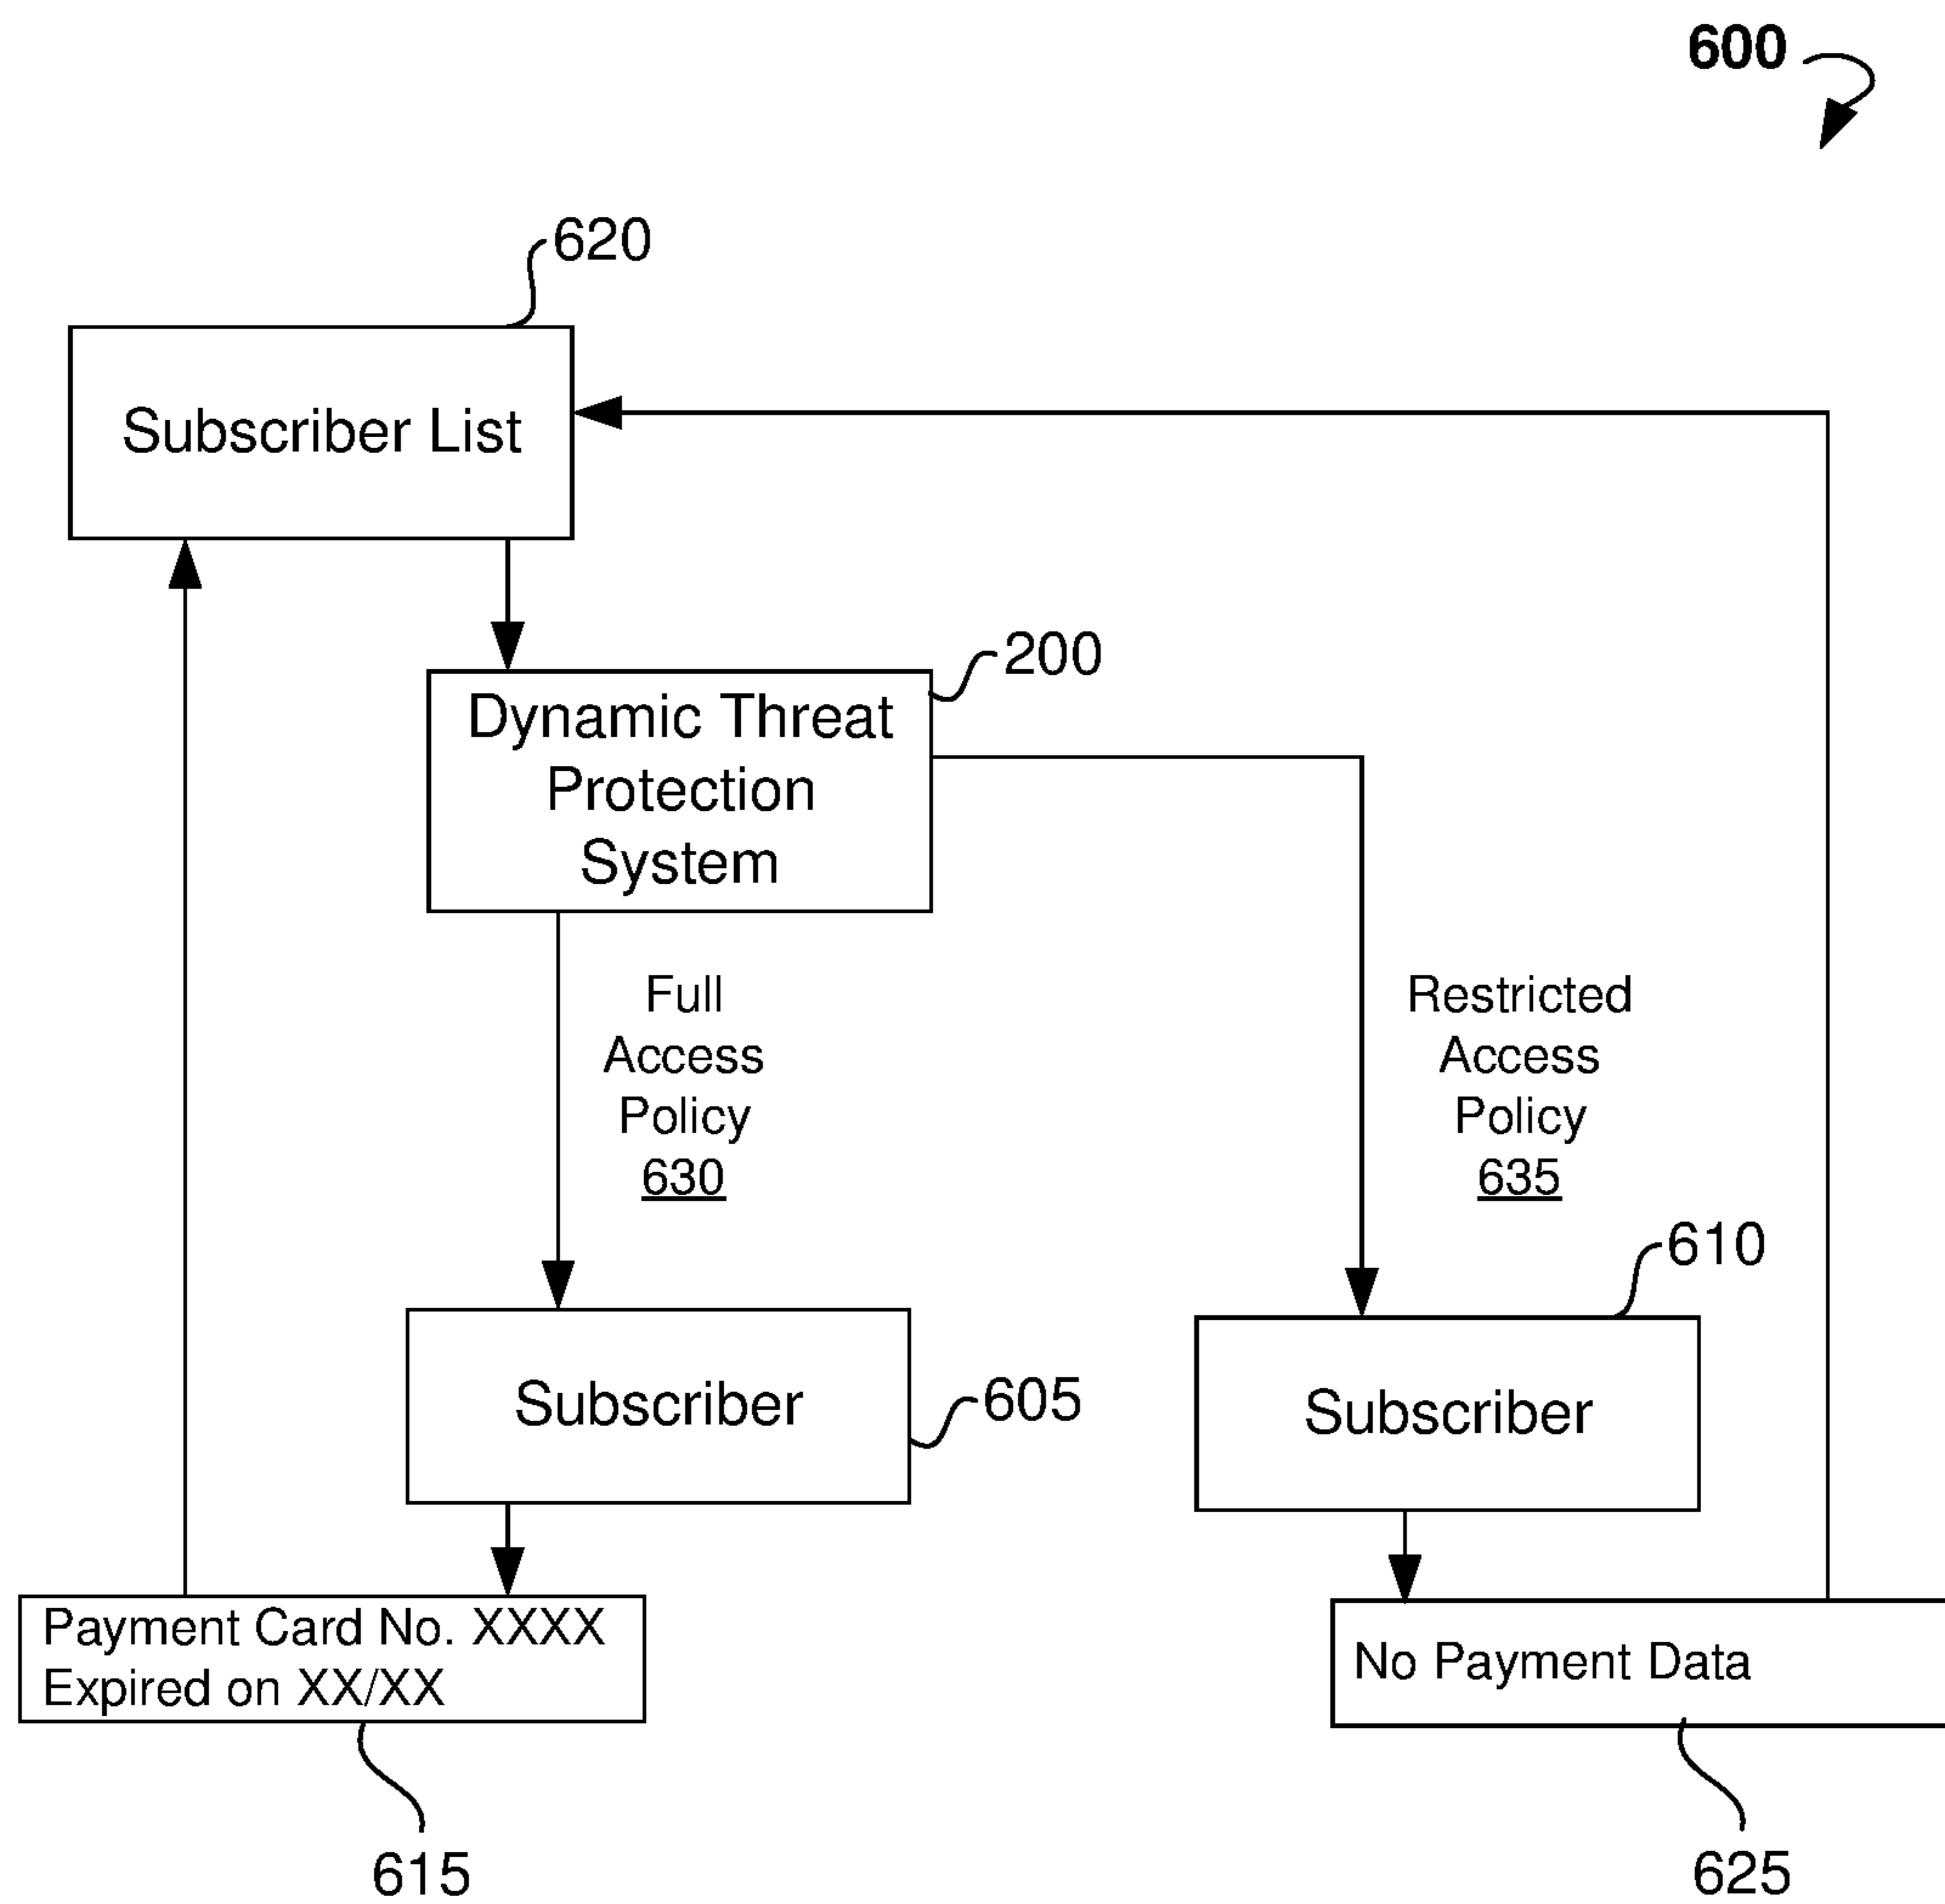 600
620
Subscriber List
200
Dynamic Threat
Protection
System
Full
Access
Policy
630
Restricted
Access
Policy
635
610
Subscriber
605
Subscriber
Payment Card No. XXXX
Expired on XX/XX
No Payment Data
615
625